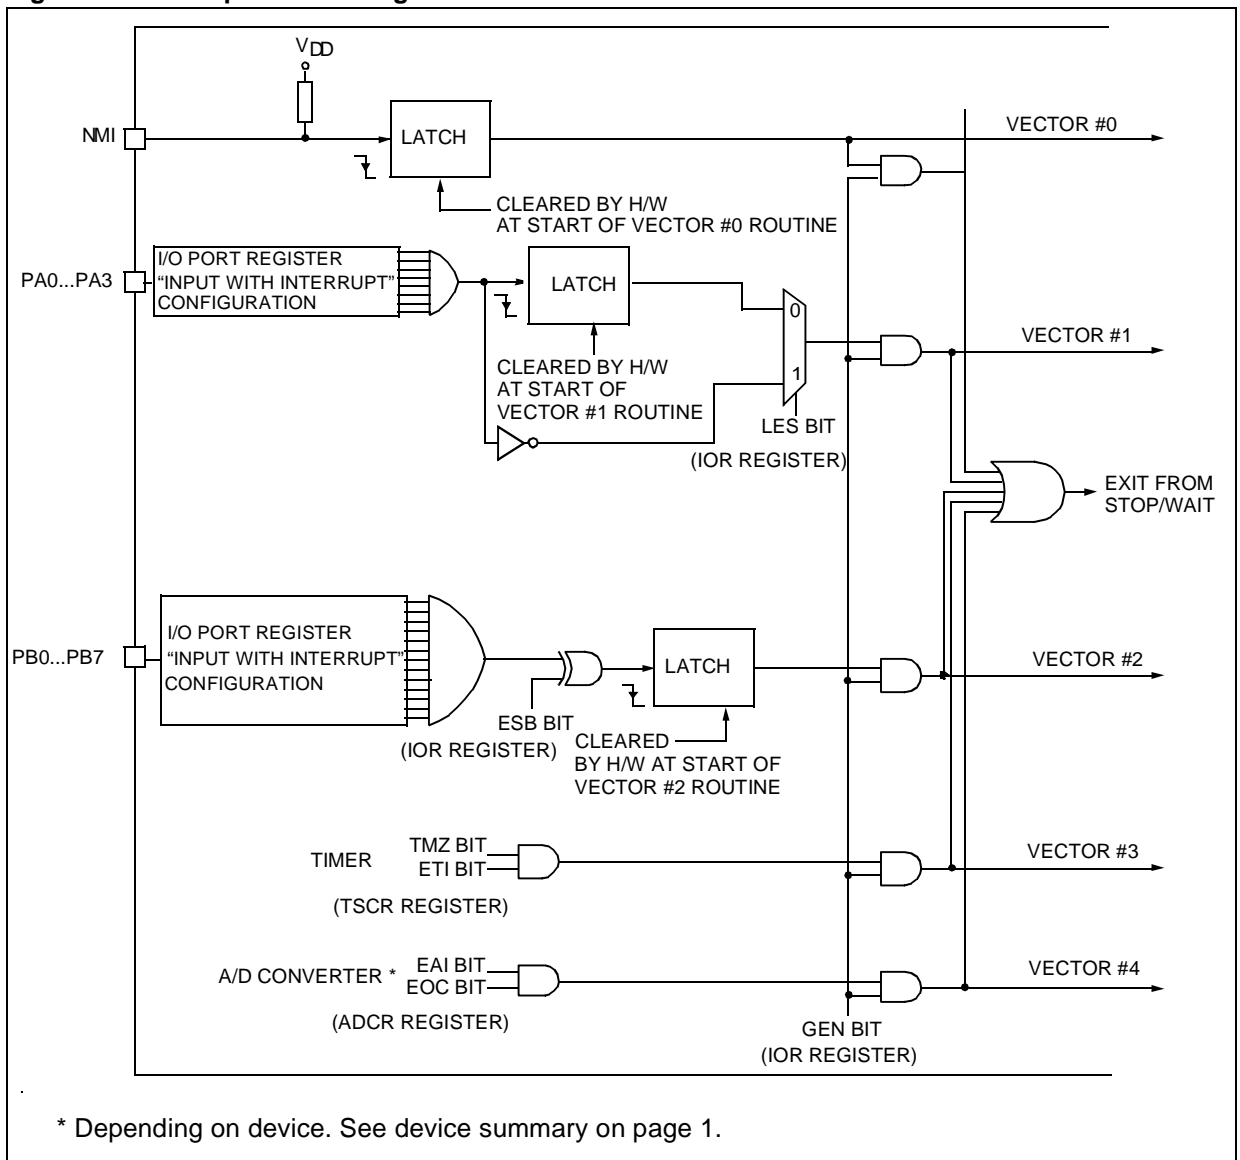 VDD
NMI
LATCH
VECTOR #0
CLEARED BY H/W
AT START OF VECTOR #0 ROUTINE
PA0...PA3
I/O PORT REGISTER
“INPUT WITH INTERRUPT”
CONFIGURATION
LATCH
0
1
VECTOR #1
CLEARED BY H/W
AT START OF
VECTOR #1 ROUTINE
LES BIT
(IOR REGISTER)
EXIT FROM
STOP/WAIT
PB0...PB7
I/O PORT REGISTER
“INPUT WITH INTERRUPT”
CONFIGURATION
LATCH
VECTOR #2
ESB BIT
(IOR REGISTER)
CLEARED
BY H/W AT START OF
VECTOR #2 ROUTINE
TIMER
TMZ BIT
ETI BIT
(TSCR REGISTER)
VECTOR #3
A/D CONVERTER *
EAI BIT
EOC BIT
(ADCR REGISTER)
VECTOR #4
GEN BIT
(IOR REGISTER)
* Depending on device. See device summary on page 1.